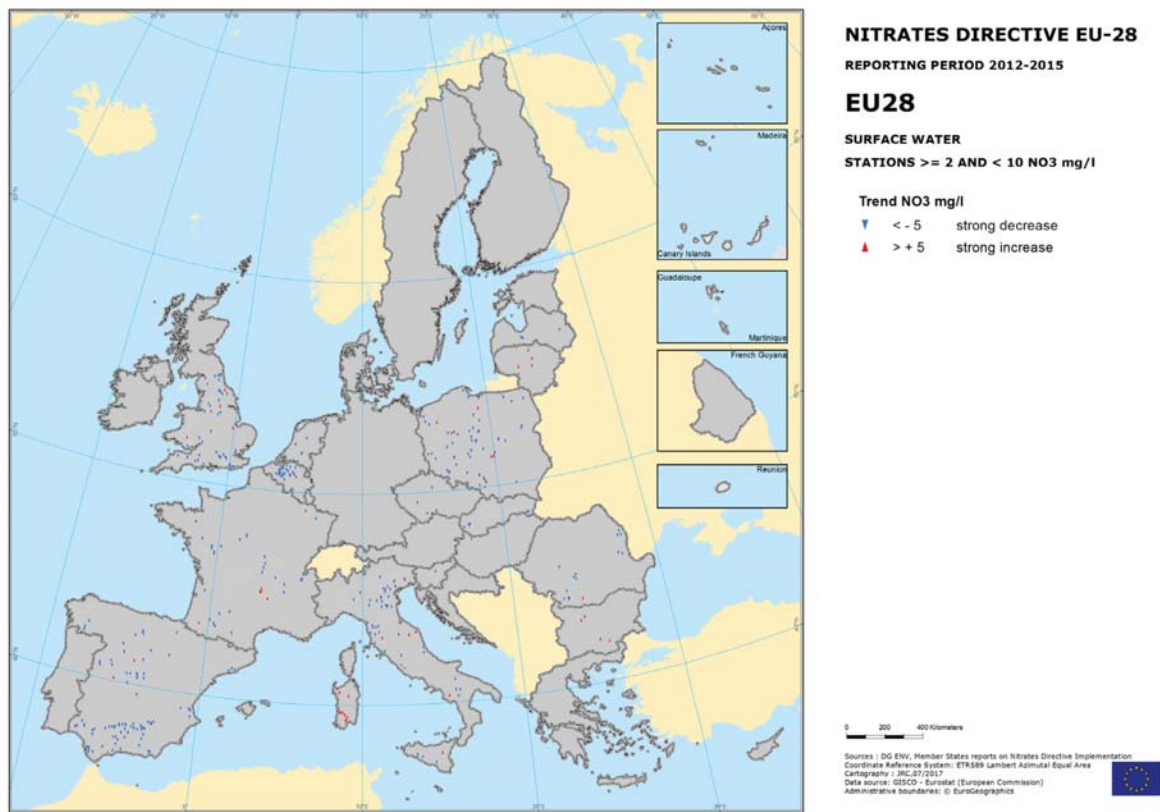 NITRATES DIRECTIVE EU-28
REPORTING PERIOD 2012-2015
EU28
SURFACE WATER
STATIONS >= 2 AND < 10 NO3 mg/l
Trend NO3 mg/l
< - 5 strong decrease
> + 5 strong increase
Açores
Madeira
Canary Islands
Guadaloupe
Martinique
French Guyana
Reunion
0 200 400 Kilometers
Sources : DG ENV, Member States reports on Nitrates Directive Implementation
Coordinate Reference System: ETRS89 Lambert Azimutal Equal Area
Cartography : JRC,07/2017
Data source: GISCO - Eurostat (European Commission)
Administrative boundaries: © EuroGeographics